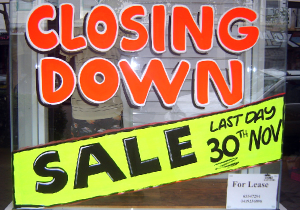 CLOSING
DOWN
SALE
LAST DAY
30TH NOV
For Lease